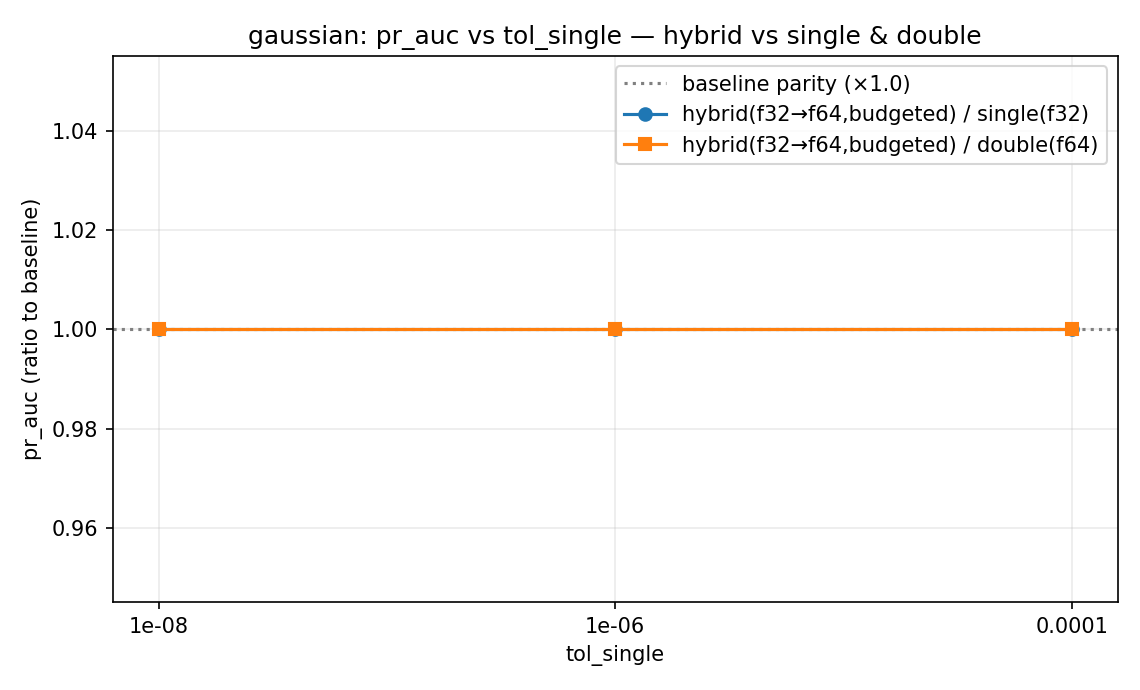 gaussian: pr_auc vs tol_single — hybrid vs single & double
baseline parity (×1.0)
hybrid(f32→f64,budgeted) / single(f32)
hybrid(f32→f64,budgeted) / double(f64)
pr_auc (ratio to baseline)
1.04
1.02
1.00
0.98
0.96
1e-08
1e-06
0.0001
tol_single